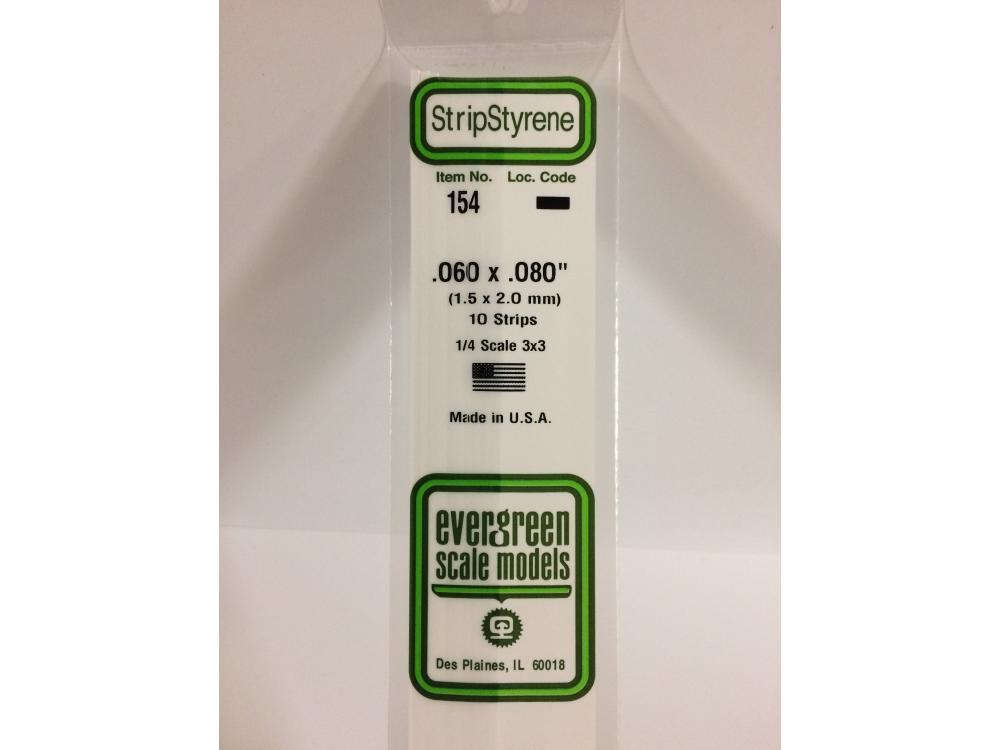 StripStyrene
Item No. Loc. Code
154
.060 x .080"
(1.5 x 2.0 mm)
10 Strips
1/4 Scale 3x3
Made in U.S.A.
evergreen
scale models
Des Plaines, IL 60018